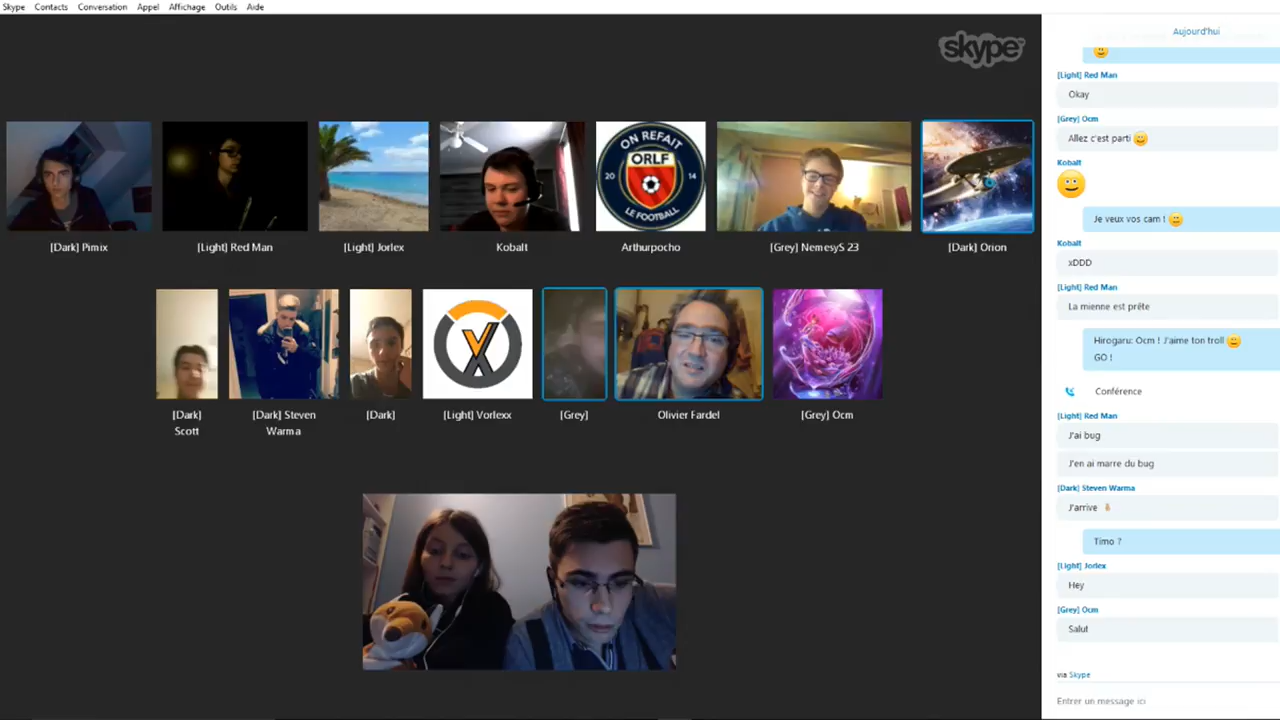 Skype Contacts Conversation Appel Affichage Outils Aide
skype
ON REFAIT
ORLF
20 14
LE FOOTBALL
[Dark] Pimix
[Light] Red Man
[Light] Jorlex
Kobalt
Arthurpocho
[Grey] NemesyS 23
[Dark] Orion
[Dark]
Scott
[Dark] Steven
Warma
[Dark]
[Light] Vorlexx
[Grey]
Olivier Fardel
[Grey] Ocm
Aujourd'hui
[Light] Red Man
Okay
[Grey] Ocm
Allez c'est parti
Kobalt
Je veux vos cam !
Kobalt
xDDD
[Light] Red Man
La mienne est prête
Hirogaru: Ocm ! J'aime ton troll
GO !
Conférence
[Light] Red Man
J'ai bug
J'en ai marre du bug
[Dark] Steven Warma
J'arrive
Timo ?
[Light] Jorlex
Hey
[Grey] Ocm
Salut
via Skype
Entrer un message ici